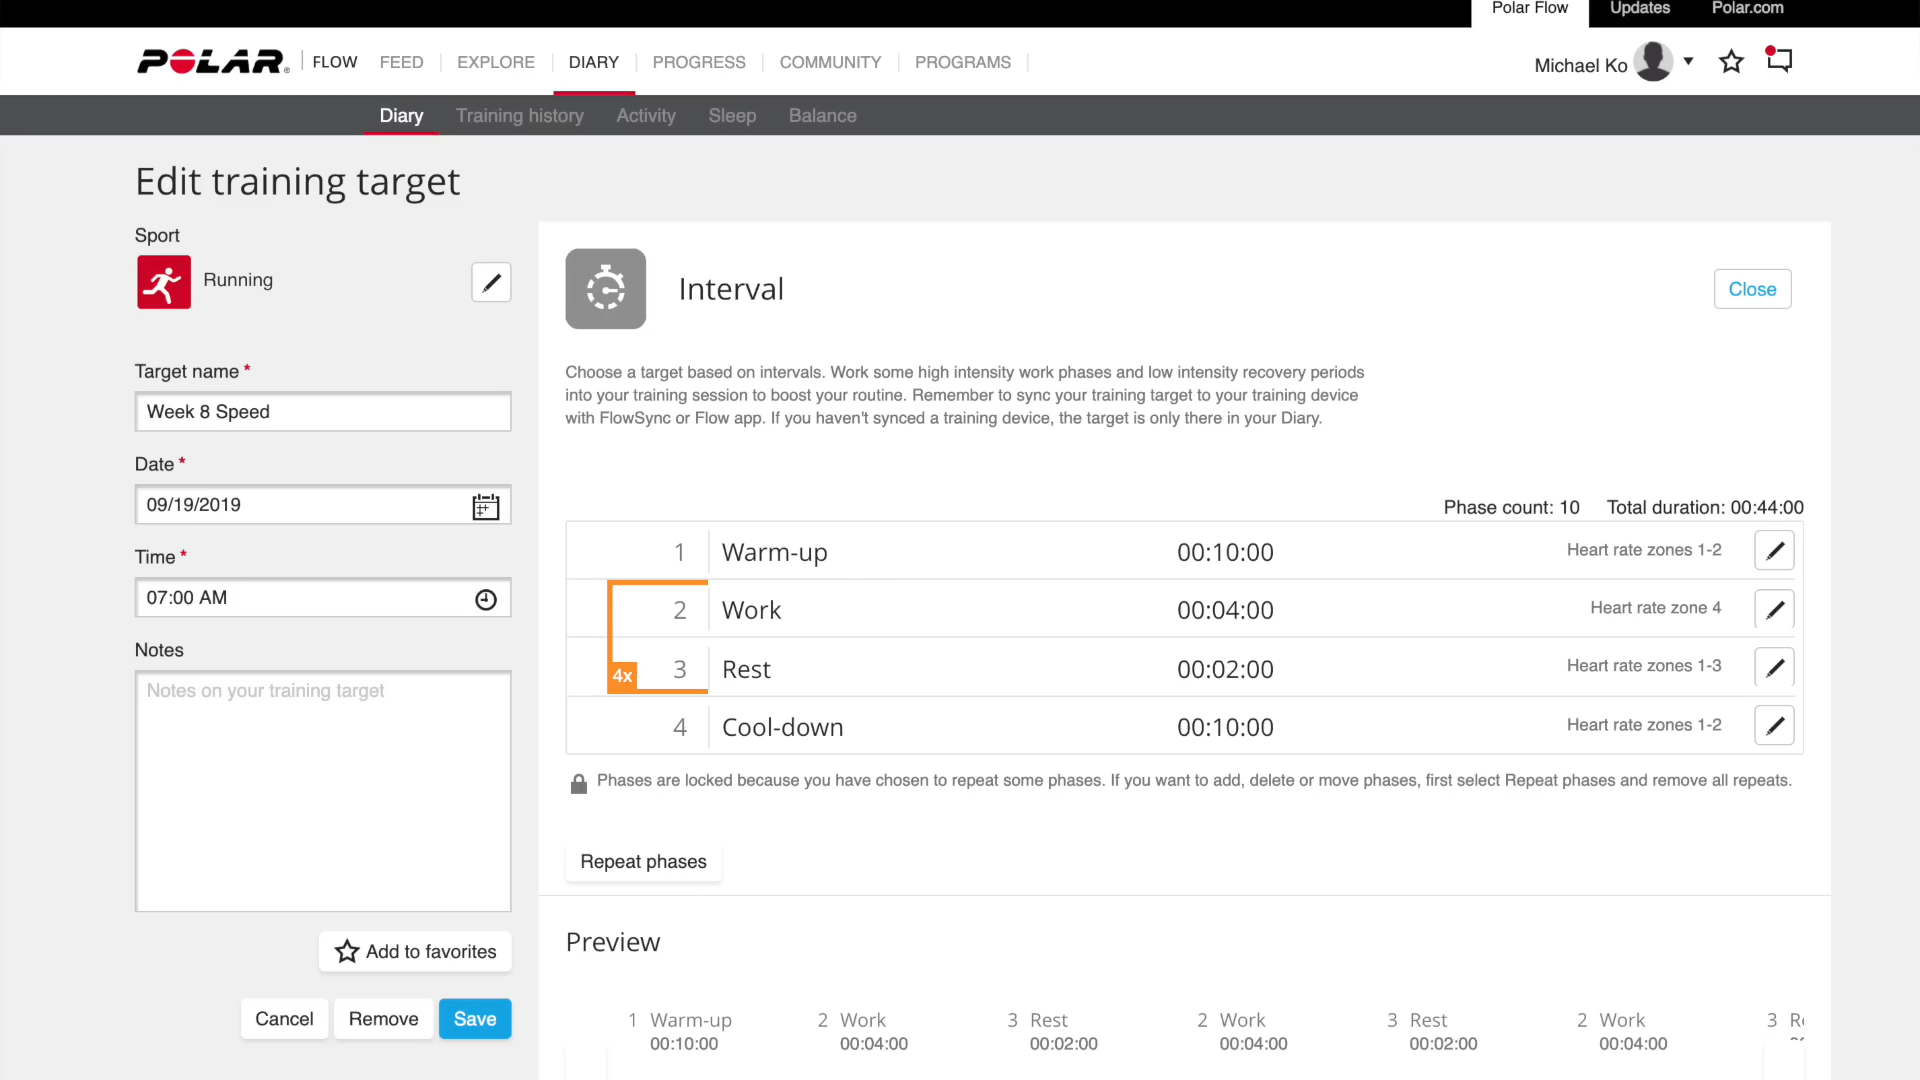 Polar Flow
Updates
Polar.com
POLAR
FLOW
FEED
EXPLORE
DIARY
PROGRESS
COMMUNITY
PROGRAMS
Michael Ko
Diary
Training history
Activity
Sleep
Balance
Edit training target
Sport
Running
Target name *
Week 8 Speed
Date *
09/19/2019
Time *
07:00 AM
Notes
Notes on your training target
Add to favorites
Cancel
Remove
Save
Interval
Close
Choose a target based on intervals. Work some high intensity work phases and low intensity recovery periods
into your training session to boost your routine. Remember to sync your training target to your training device
with FlowSync or Flow app. If you haven't synced a training device, the target is only there in your Diary.
Phase count: 10 Total duration: 00:44:00
1 Warm-up 00:10:00 Heart rate zones 1-2
2 Work 00:04:00 Heart rate zone 4
4x 3 Rest 00:02:00 Heart rate zones 1-3
4 Cool-down 00:10:00 Heart rate zones 1-2
Phases are locked because you have chosen to repeat some phases. If you want to add, delete or move phases, first select Repeat phases and remove all repeats.
Repeat phases
Preview
1 Warm-up 2 Work 3 Rest 2 Work 3 Rest 2 Work 3
00:10:00 00:04:00 00:02:00 00:04:00 00:02:00 00:04:00